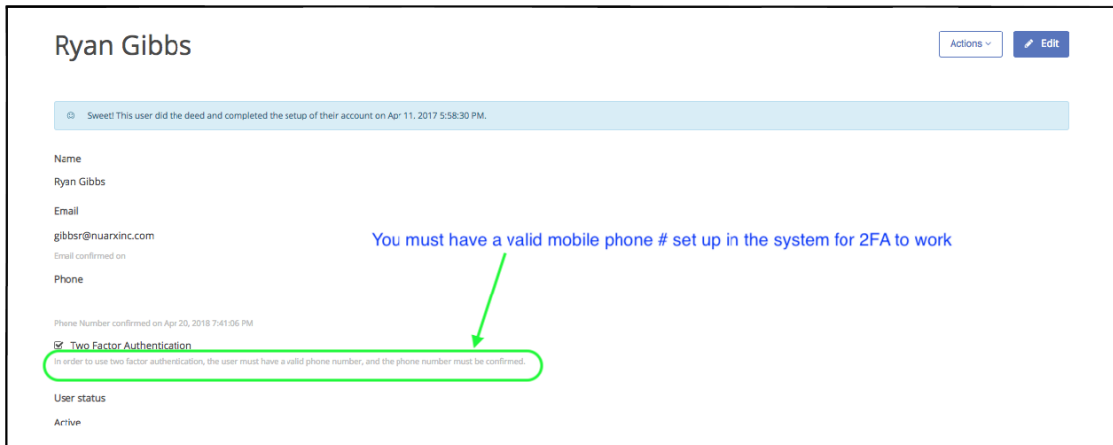 Ryan Gibbs
Actions
Edit
Sweet! This user did the deed and completed the setup of their account on Apr 11, 2017 5:58:30 PM.
Name
Ryan Gibbs
Email
gibbsr@nuarxinc.com
You must have a valid mobile phone # set up in the system for 2FA to work
Email confirmed on
Phone
Phone Number confirmed on Apr 20, 2018 7:41:06 PM
Two Factor Authentication
In order to use two factor authentication, the user must have a valid phone number, and the phone number must be confirmed.
User status
Active